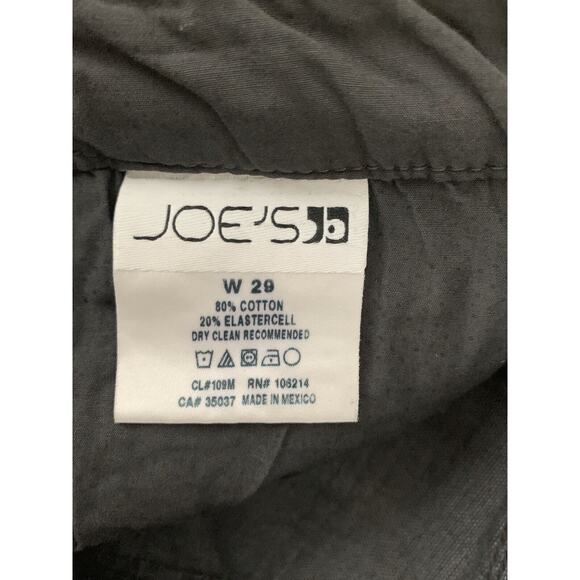 JOE'S
W 29
80% COTTON
20% ELASTERCELL
DRY CLEAN RECOMMENDED
CL#109M RN# 106214
CA# 35037 MADE IN MEXICO